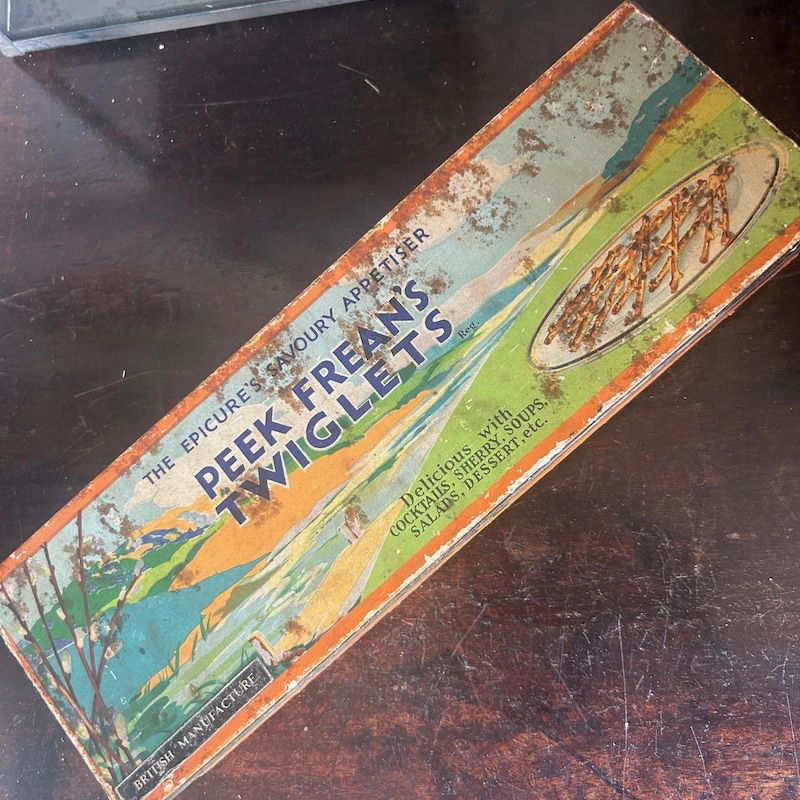 THE EPICURE'S SAVOURY APPETISER
PEEK FREAN'S
TWIGLETS
Reg.
Delicious with
COCKTAILS, SHERRY, SOUPS,
SALADS, DESSERT, etc.
BRITISH MANUFACTURE